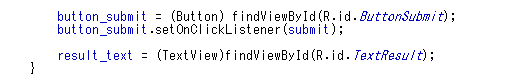 button_submit = (Button) findViewById(R.id.ButtonSubmit);
button_submit.setOnClickListener(submit);
result_text = (TextView)findViewById(R.id.TextResult);
}